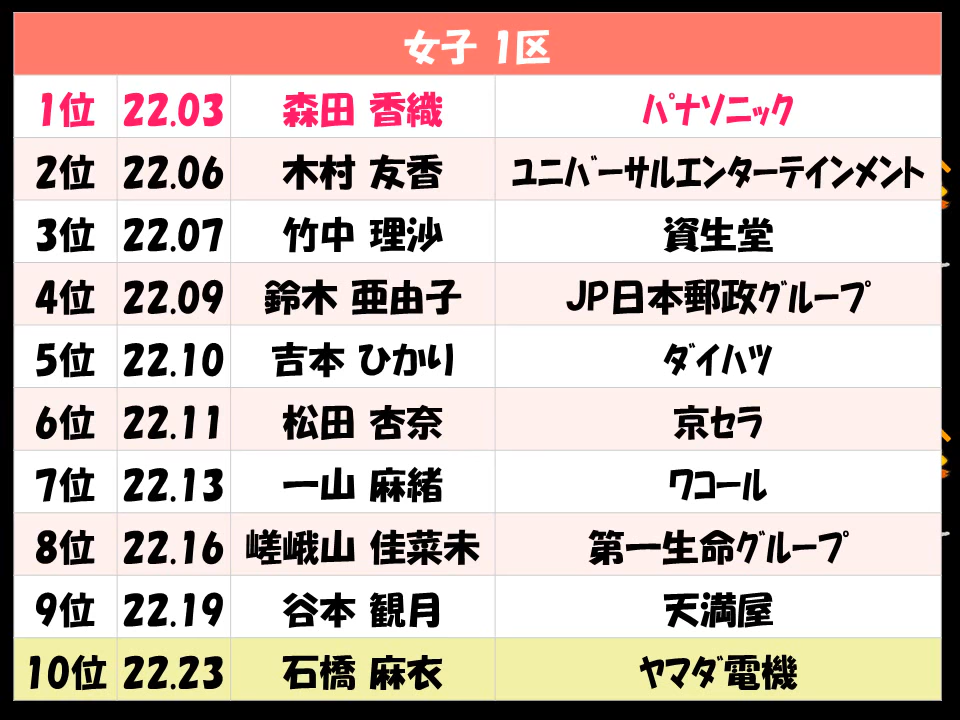 女子 1区
1位 22.03 森田 香織 パナソニック
2位 22.06 木村 友香 ユニバーサルエンターテインメント
3位 22.07 竹中 理沙 資生堂
4位 22.09 鈴木 亜由子 JP日本郵政グループ
5位 22.10 吉本 ひかり ダイハツ
6位 22.11 松田 杏奈 京セラ
7位 22.13 一山 麻緒 ワコール
8位 22.16 嵯峨山 佳菜未 第一生命グループ
9位 22.19 谷本 観月 天満屋
10位 22.23 石橋 麻衣 ヤマダ電機